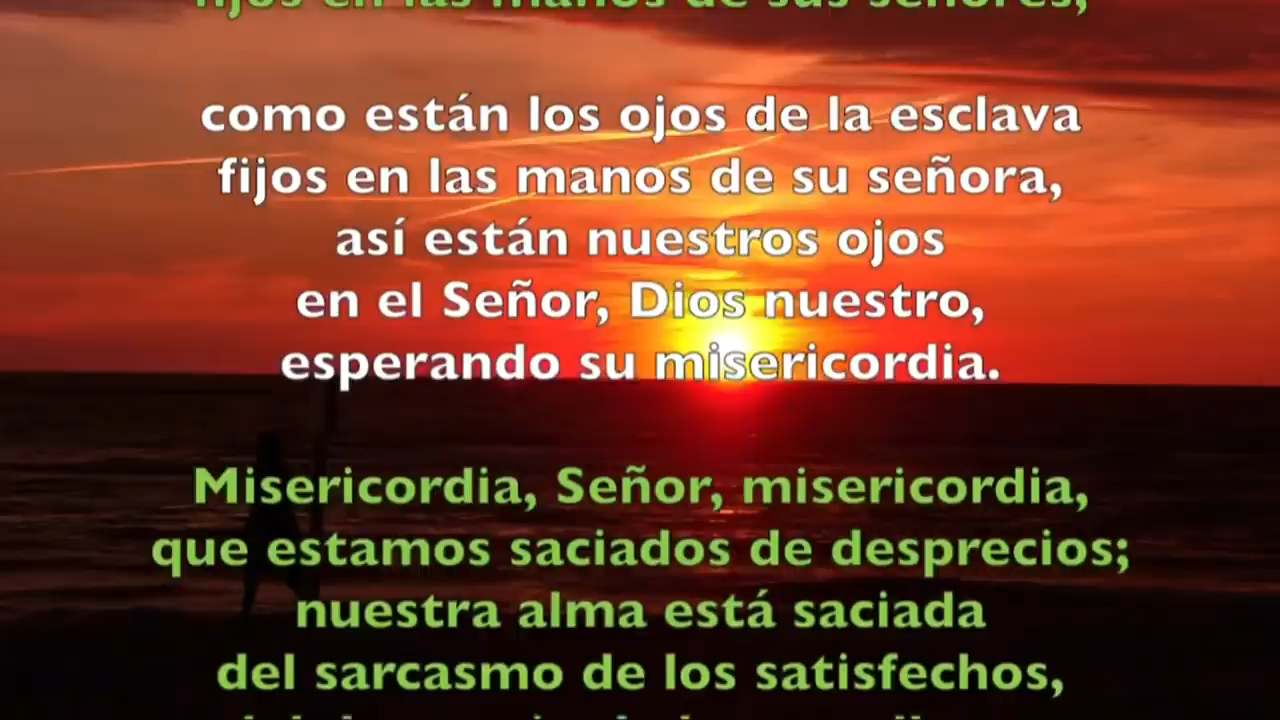 fijos en las manos de sus señores,
como están los ojos de la esclava
fijos en las manos de su señora,
así están nuestros ojos
en el Señor, Dios nuestro,
esperando su misericordia.
Misericordia, Señor, misericordia,
que estamos saciados de desprecios;
nuestra alma está saciada
del sarcasmo de los satisfechos,